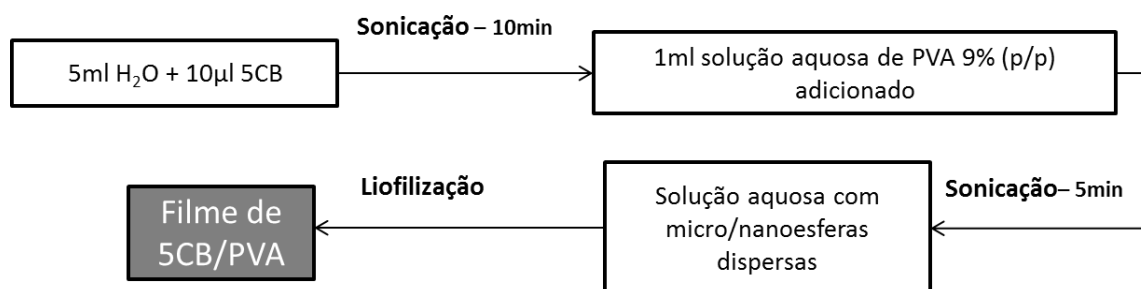 Sonicação – 10min
5ml H₂O + 10µl 5CB
1ml solução aquosa de PVA 9% (p/p)
adicionado
Liofilização
Filme de
5CB/PVA
Solução aquosa com
micro/nanoesferas
dispersas
Sonicação– 5min